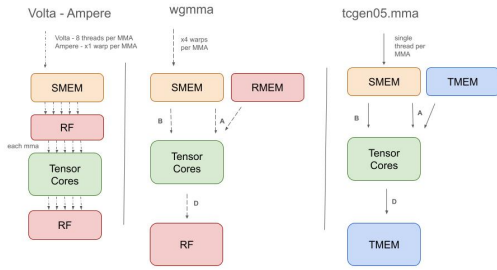 Volta - Ampere
Volta - 8 threads per MMA
Ampere - x1 warp per MMA
SMEM
RF
each mma
Tensor
Cores
RF
wgmma
x4 warps
per MMA
SMEM
RMEM
B
A
Tensor
Cores
D
RF
tcgen05.mma
single
thread per
MMA
SMEM
TMEM
B
A
Tensor
Cores
D
TMEM